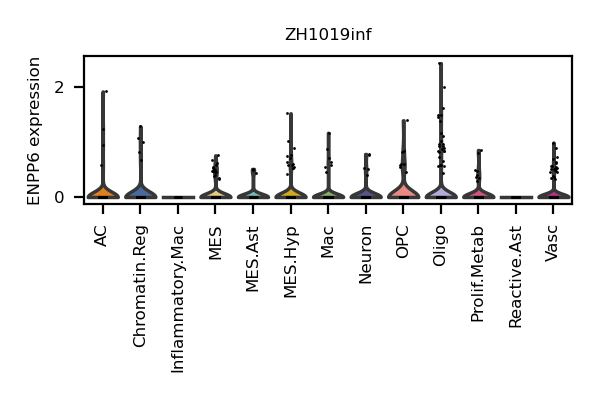 ZH1019inf
ENPP6 expression
2
0
AC
Chromatin.Reg
Inflammatory.Mac
MES
MES.Ast
MES.Hyp
Mac
Neuron
OPC
Oligo
Prolif.Metab
Reactive.Ast
Vasc